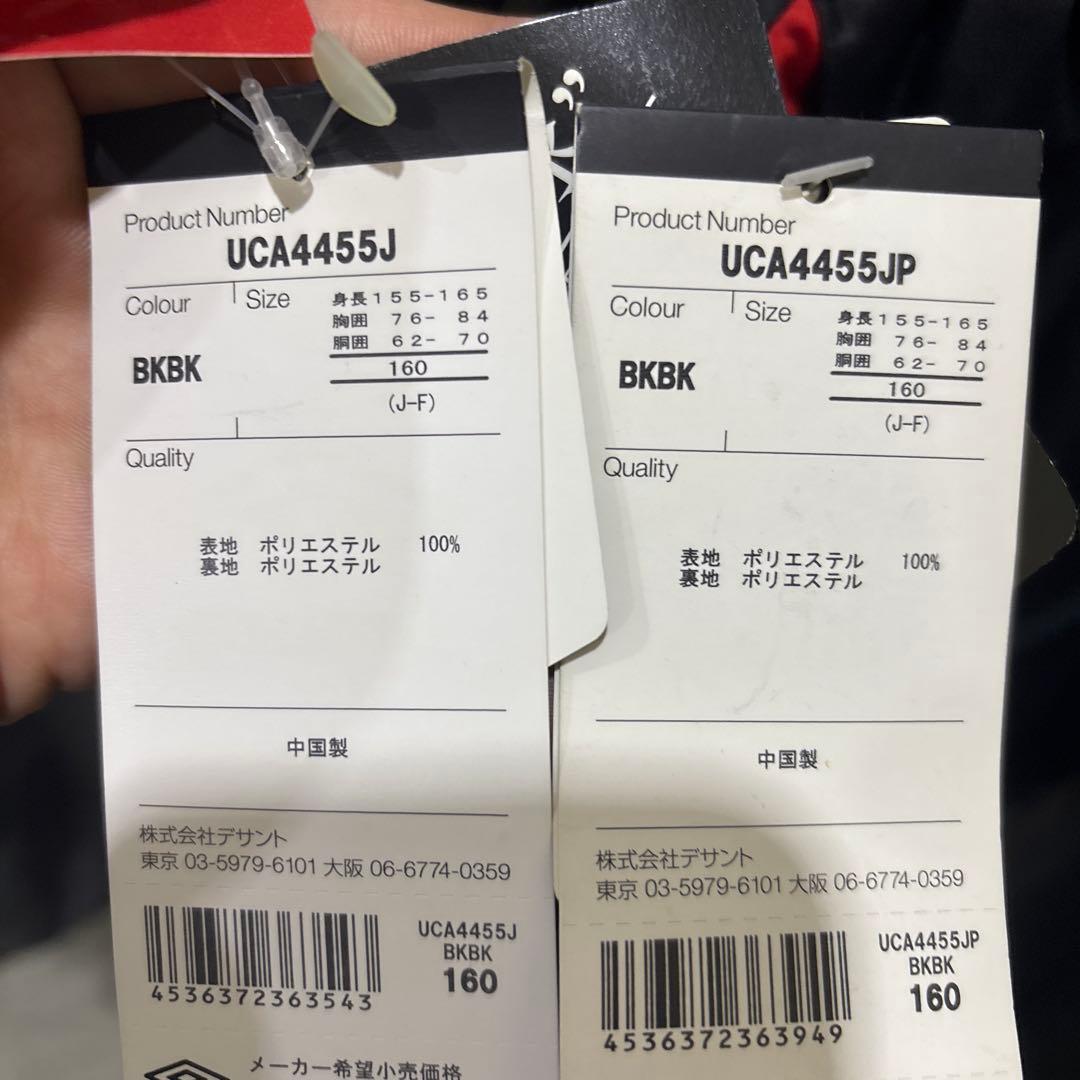 Product Number
UCA4455J
Colour
Size
身長155-165
胸囲 76- 84
胴囲 62- 70
BKBK
160
(J-F)
Quality
表地 ポリエステル 100%
裏地 ポリエステル
中国製
株式会社デサント
東京 03-5979-6101 大阪 06-6774-0359
UCA4455J
BKBK
160
4536372363543
メーカー希望小売価格
Product Number
UCA4455JP
Colour
Size
身長155-165
胸囲 76- 84
胴囲 62- 70
BKBK
160
(J-F)
Quality
表地 ポリエステル 100%
裏地 ポリエステル
中国製
株式会社デサント
東京 03-5979-6101 大阪 06-6774-0359
UCA4455JP
BKBK
160
4536372363949